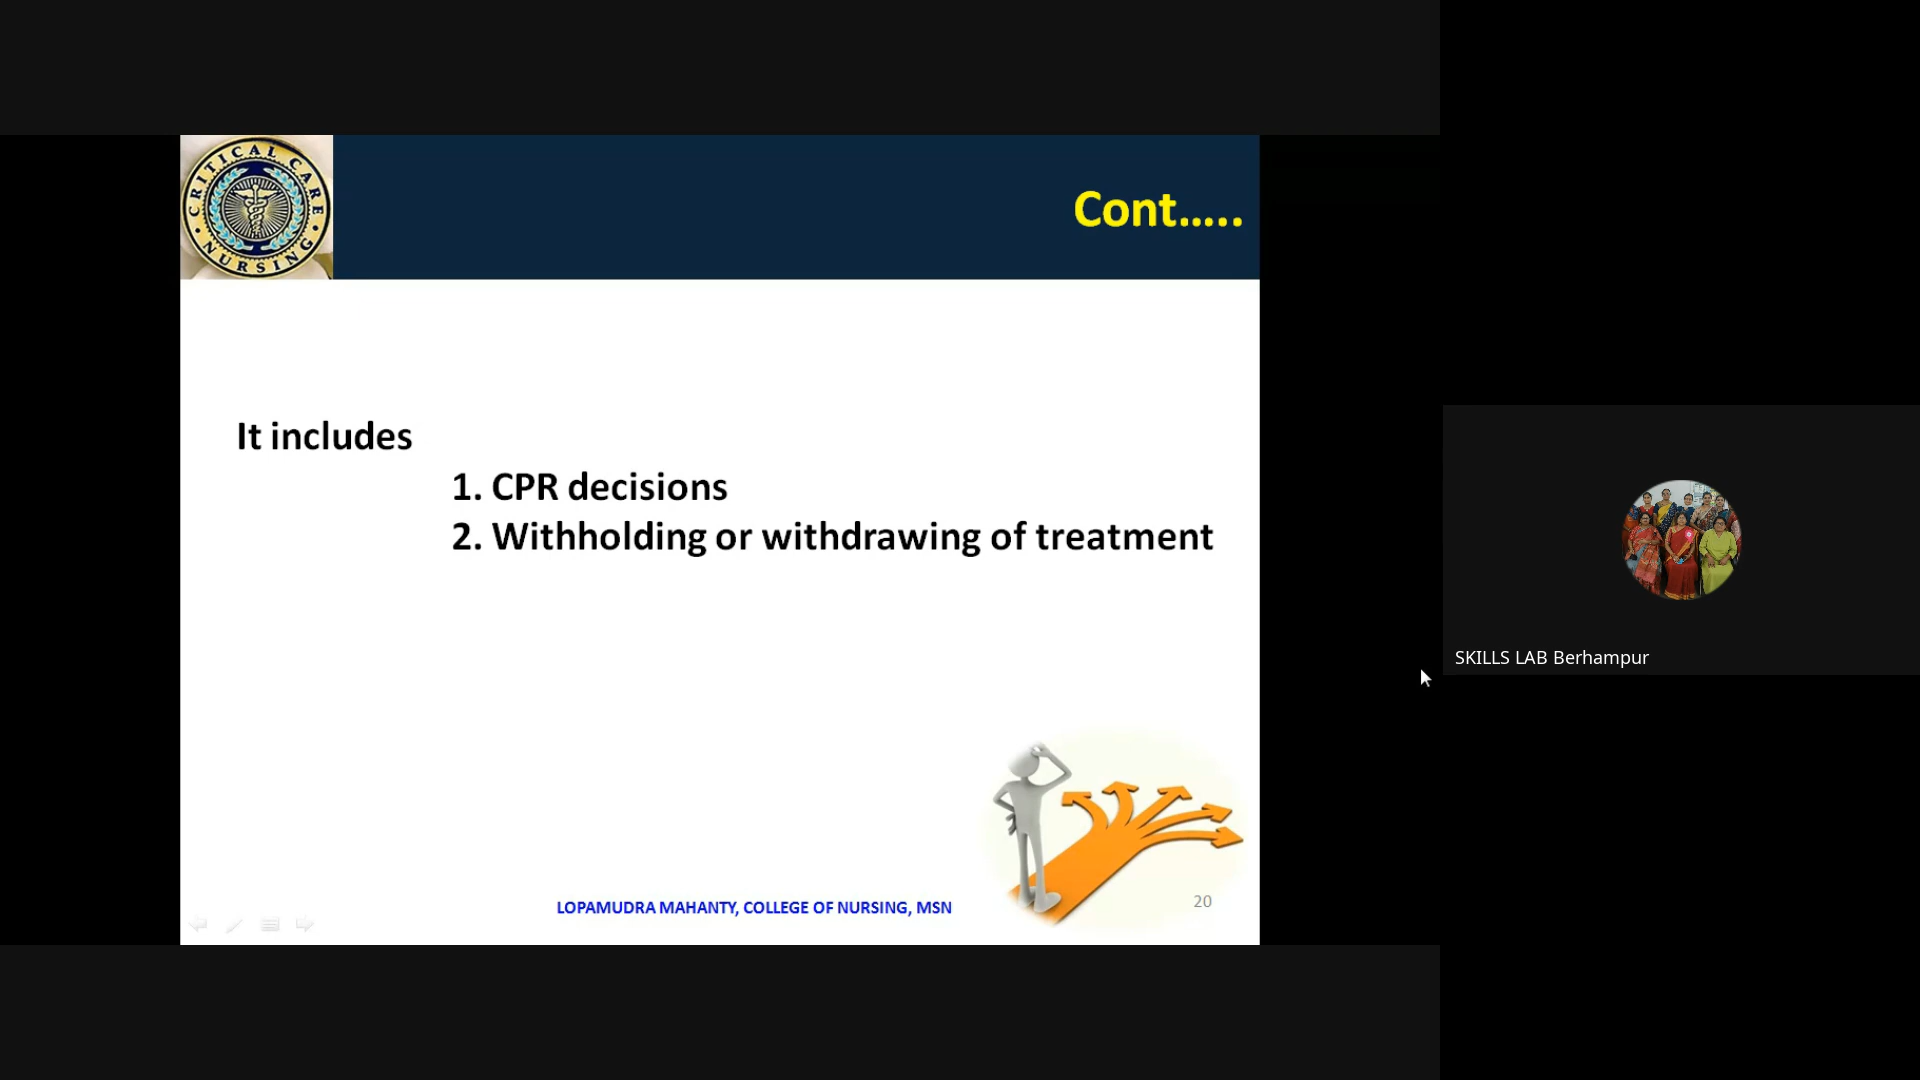 CRITICAL CARE
NURSING
Cont.....
It includes
1. CPR decisions
2. Withholding or withdrawing of treatment
LOPAMUDRA MAHANTY, COLLEGE OF NURSING, MSN
20
SKILLS LAB Berhampur